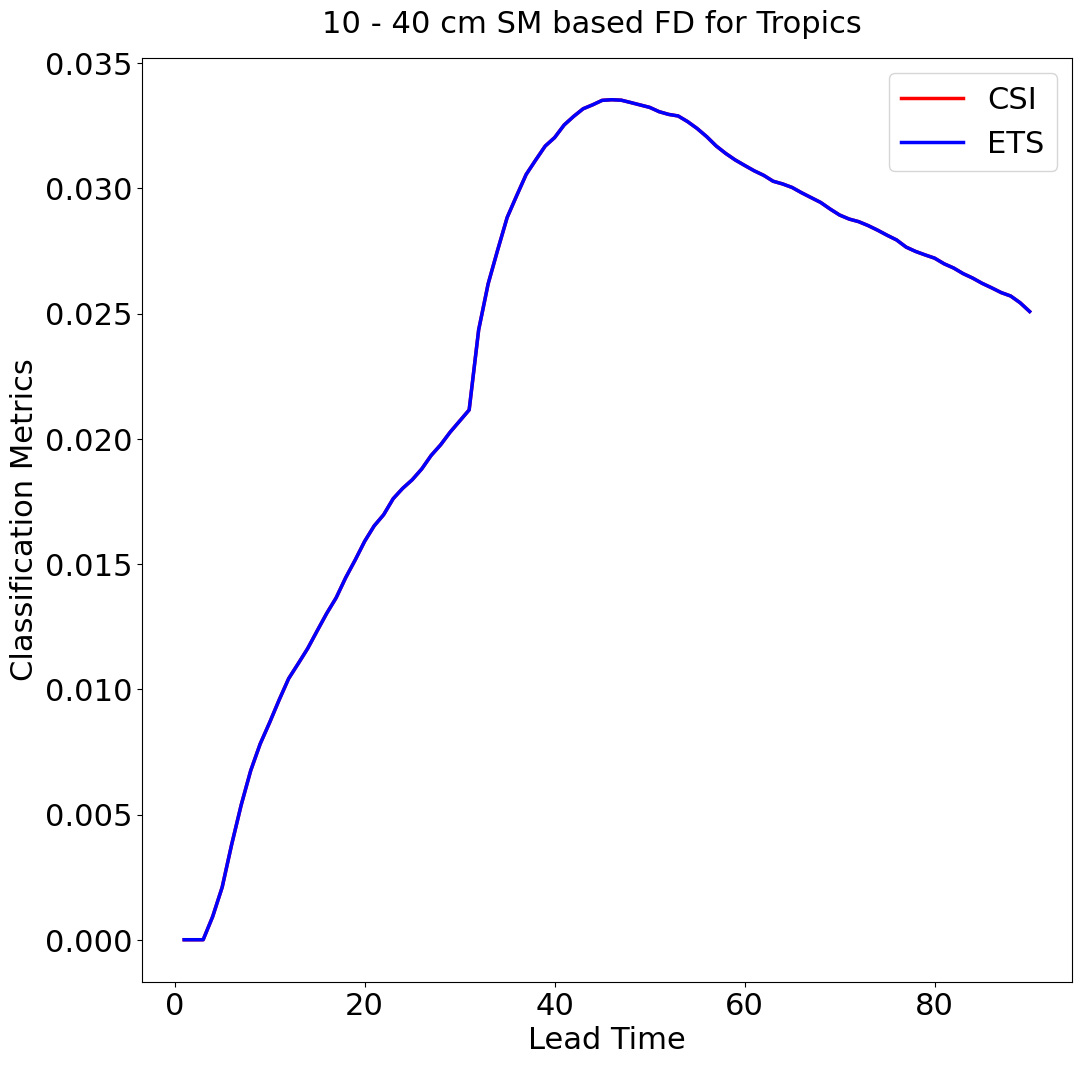 10 - 40 cm SM based FD for Tropics
0.035
0.030
0.025
0.020
0.015
0.010
0.005
0.000
Classification Metrics
CSI
ETS
0 20 40 60 80
Lead Time